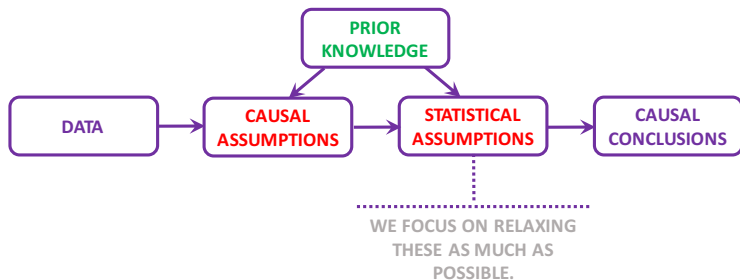 PRIOR
KNOWLEDGE
DATA
CAUSAL
ASSUMPTIONS
STATISTICAL
ASSUMPTIONS
CAUSAL
CONCLUSIONS
WE FOCUS ON RELAXING
THESE AS MUCH AS
POSSIBLE.